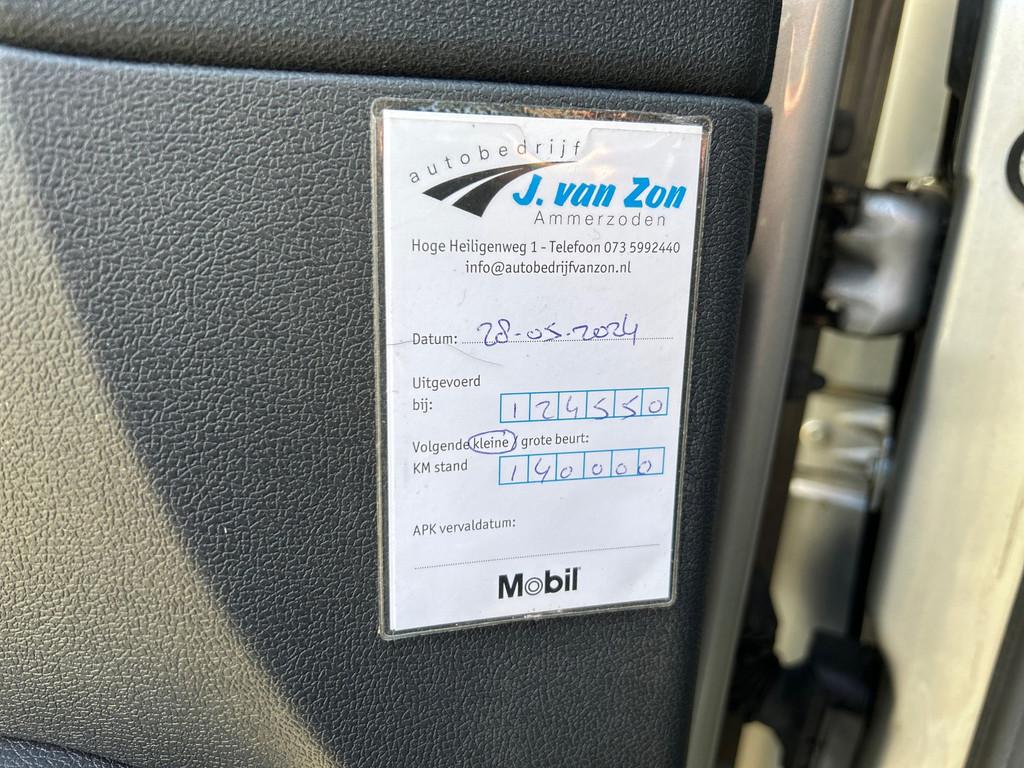 autobedrijf
J. van Zon
Ammerzoden
Hoge Heiligenweg 1 - Telefoon 073 5992440
info@autobedrijfvanzon.nl
Datum: 28-05-2024
Uitgevoerd
bij: 124550
Volgende kleine / grote beurt:
KM stand 140000
APK vervaldatum:
Mobil